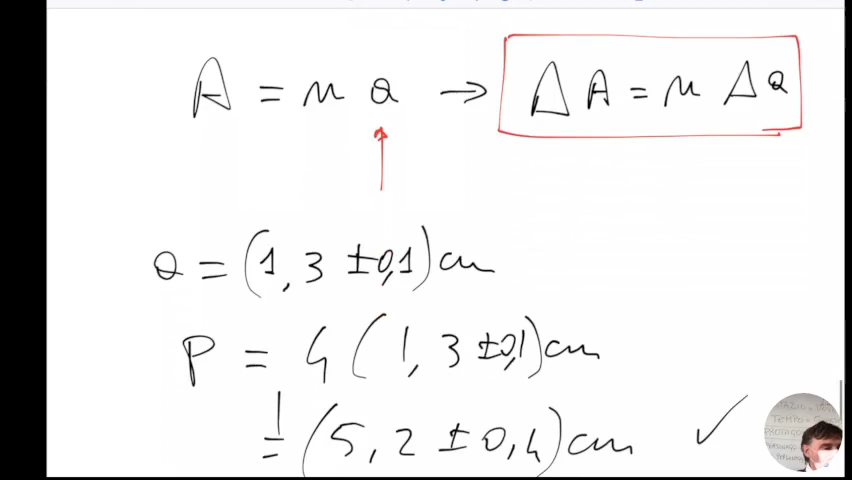 A = n a → ΔA = n Δa
a = (1,3 ±0,1) cm
P = 4 (1,3 ±0,1) cm
= (5,2 ±0,4) cm ✓